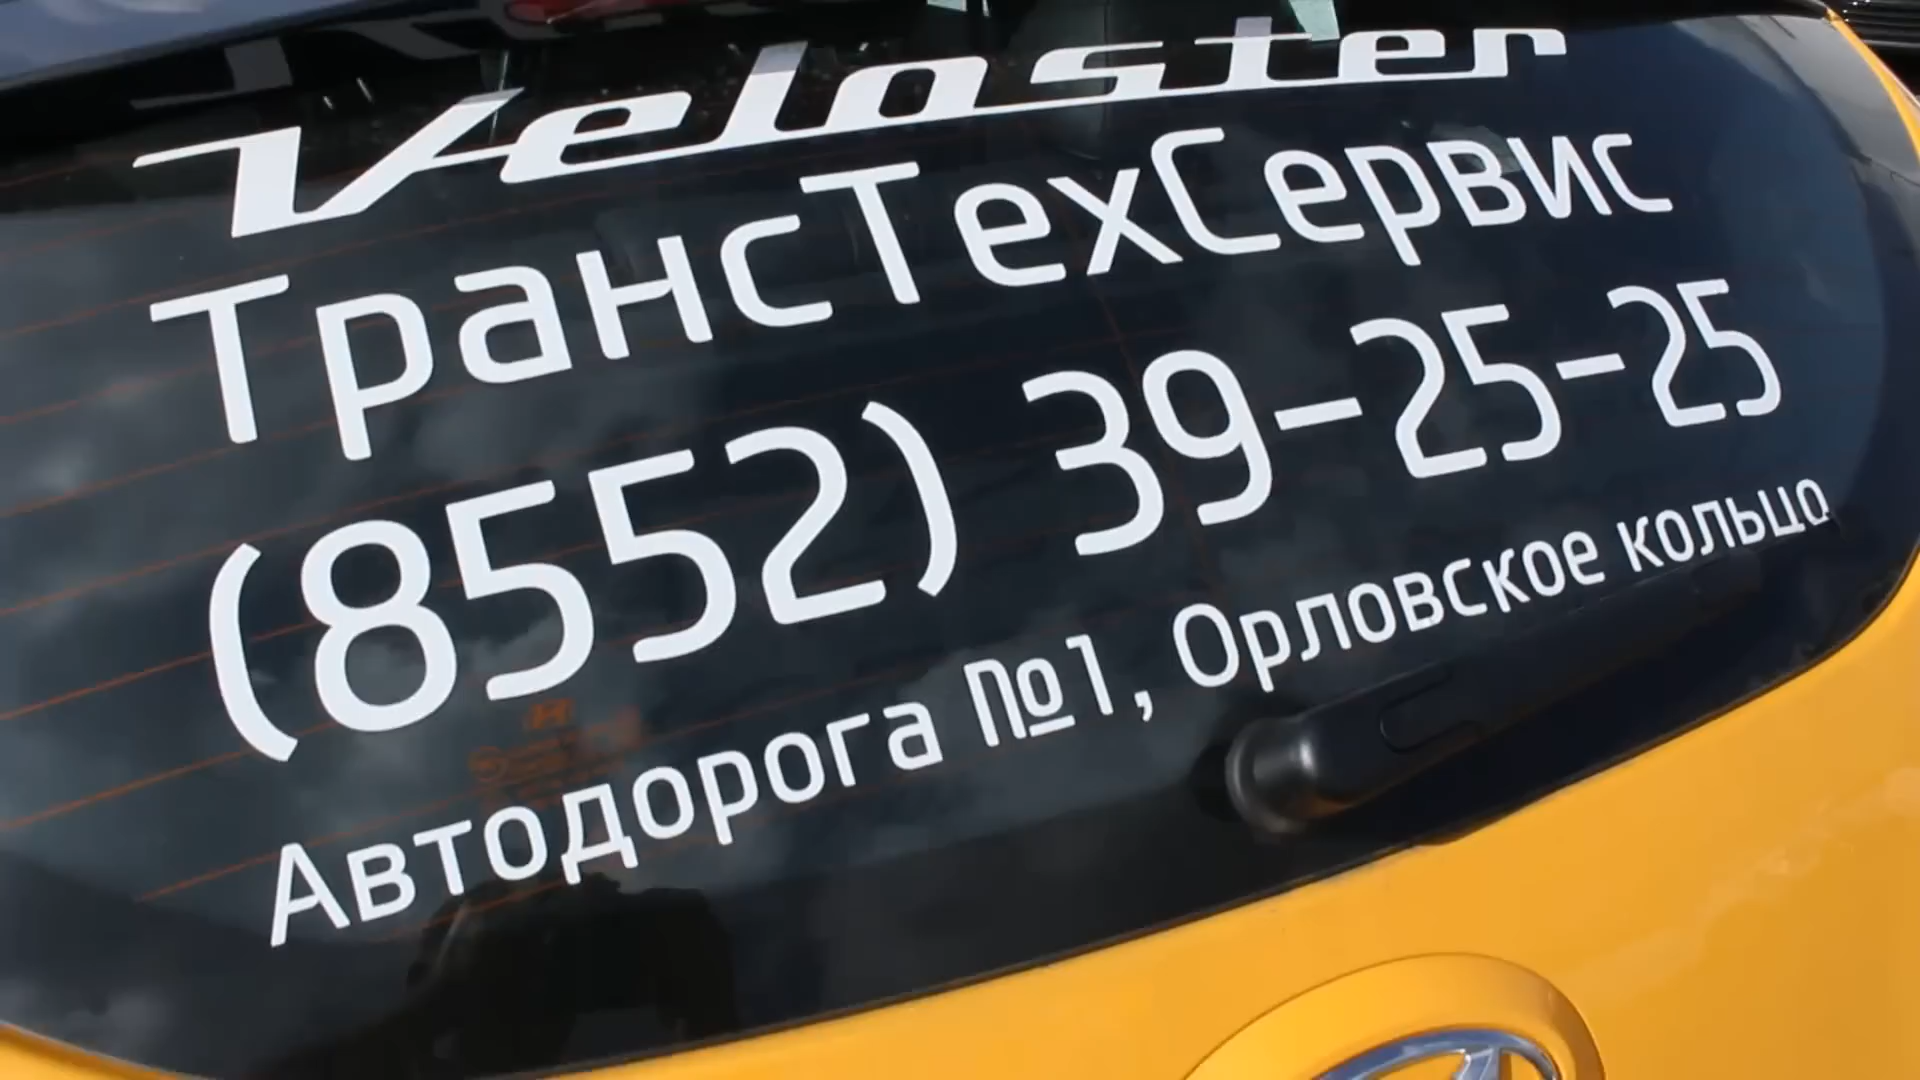 Veloster
ТрансТехСервис
(8552) 39-25-25
Автодорога №1, Орловское кольцо